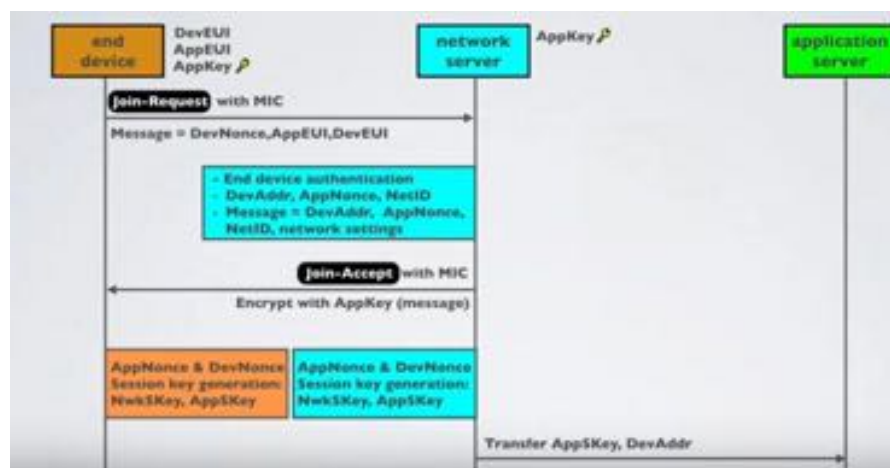 end
device
DevEUI
AppEUI
AppKey
network
server
AppKey
application
server
Join-Request with MIC
Message = DevNonce,AppEUI,DevEUI
- End device authentication
- DevAddr, AppNonce, NetID
- Message = DevAddr, AppNonce,
NetID, network settings
Join-Accept with MIC
Encrypt with AppKey (message)
AppNonce & DevNonce
Session key generation:
NwkSKey, AppSKey
AppNonce & DevNonce
Session key generation:
NwkSKey, AppSKey
Transfer AppSKey, DevAddr